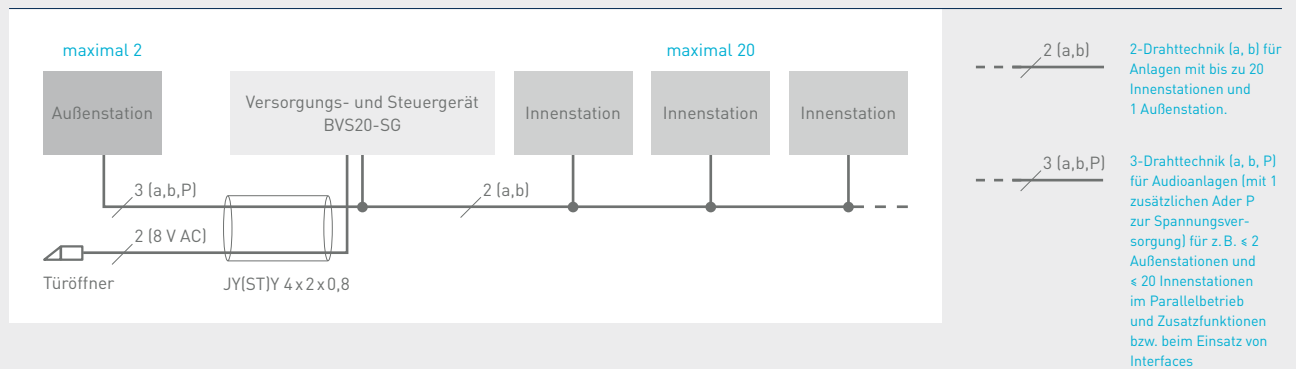 maximal 2
maximal 20
Außenstation
Versorgungs- und Steuergerät
BVS20-SG
Innenstation
Innenstation
Innenstation
3 (a,b,P)
2 (a,b)
2 (8 V AC)
Türöffner
JY(ST)Y 4x2x0,8
2 (a,b)
2-Drahttechnik (a, b) für
Anlagen mit bis zu 20
Innenstationen und
1 Außenstation.
3 (a,b,P)
3-Drahttechnik (a, b, P)
für Audioanlagen (mit 1
zusätzlichen Ader P
zur Spannungsver-
sorgung) für z. B. ≤ 2
Außenstationen und
≤ 20 Innenstationen
im Parallelbetrieb
und Zusatzfunktionen
bzw. beim Einsatz von
Interfaces